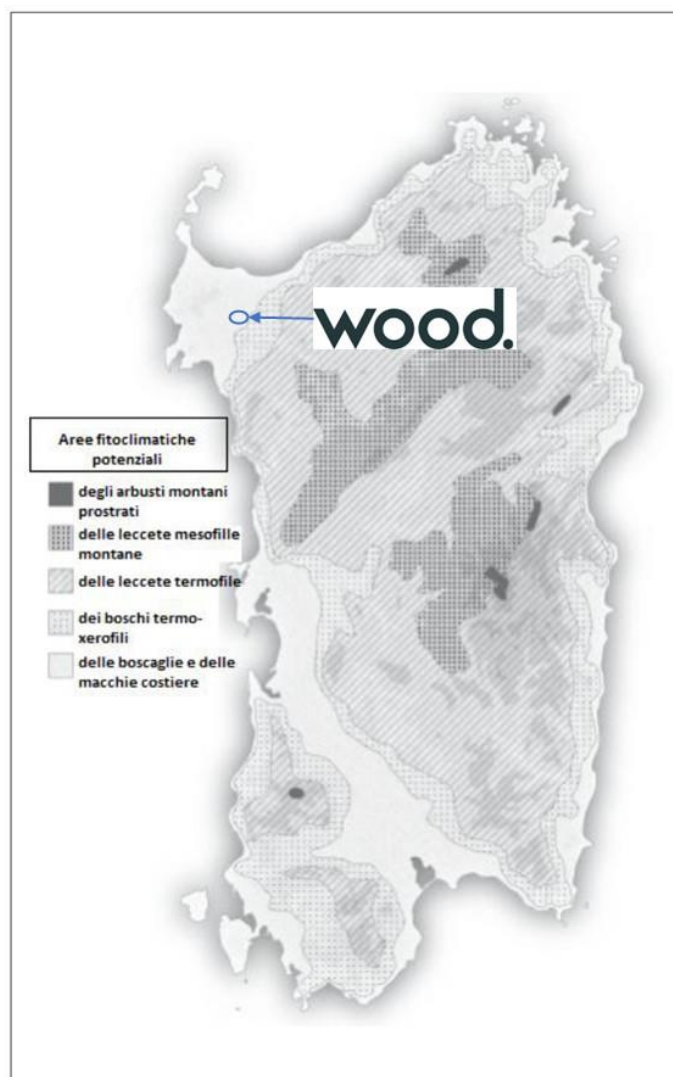 wood.
Aree fitoclimatiche
potenziali
degli arbusti montani
prostrati
delle leccete mesofille
montane
delle leccete termofile
dei boschi termo-
xerofili
delle boscaglie e delle
macchie costiere